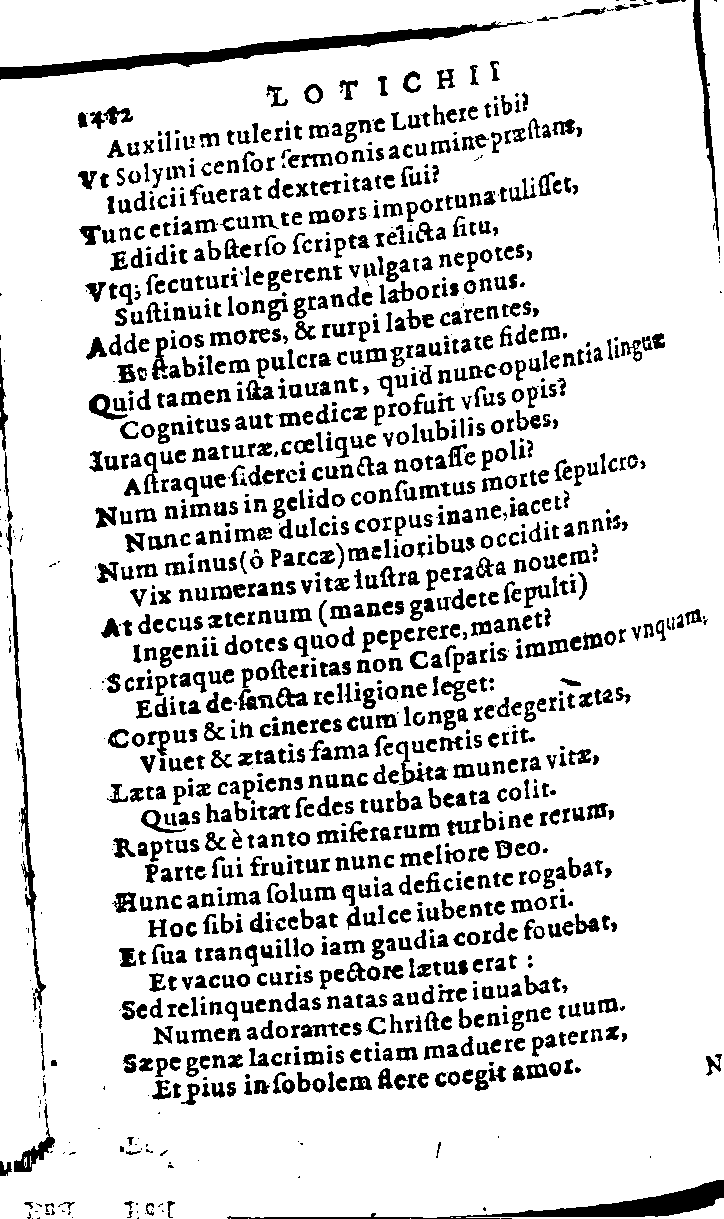 1482 LOTICHII
Auxilium tulerit magne Luthere tibi?
Vt Solymi cenſor ſermonis acumine præſtans,
Iudicii fuerat dexteritate ſui?
Tunc etiam cum te mors importuna tuliſſet,
Edidit abſterſo ſcripta relicta ſitu,
Vtq; ſecuturi legerent vulgata nepotes,
Suſtinuit longi grande laboris onus.
Adde pios mores, & turpi labe carentes,
Et ſtabilem pulcra cum grauitate fidem.
Quid tamen iſta iuuant, quid nunc opulentia linguæ
Cognitus aut medicæ profuit vſus opis?
Iuraque naturæ, cœlique volubilis orbes,
Aſtraque ſiderei cuncta notaſſe poli?
Num nimus in gelido conſumtus morte ſepulcro,
Nunc animæ dulcis corpus inane, iacet?
Num minus (ô Parcæ) melioribus occidit annis,
Vix numerans vitæ luſtra peracta nouem?
At decus æternum (manes gaudete ſepulti)
Ingenii dotes quod peperere, manet?
Scriptaque poſteritas non Caſparis immemor vnquam,
Edita de ſancta relligione leget:
Corpus & in cineres cum longa redegerit ætas,
Viuet & ætatis fama ſequentis erit.
Læta piæ capiens nunc debita munera vitæ,
Quas habitat ſedes turba beata colit.
Raptus & è tanto miſerarum turbine rerum,
Parte ſui fruitur nunc meliore Deo.
Hunc anima ſolum quia deficiente rogabat,
Hoc ſibi dicebat dulce iubente mori.
Et ſua tranquillo iam gaudia corde fouebat,
Et vacuo curis pectore lætus erat :
Sed relinquendas natas audire iuuabat,
Numen adorantes Chriſte benigne tuum.
Sæpe genæ lacrimis etiam maduere paternæ,
Et pius in ſobolem flere coegit amor.
N